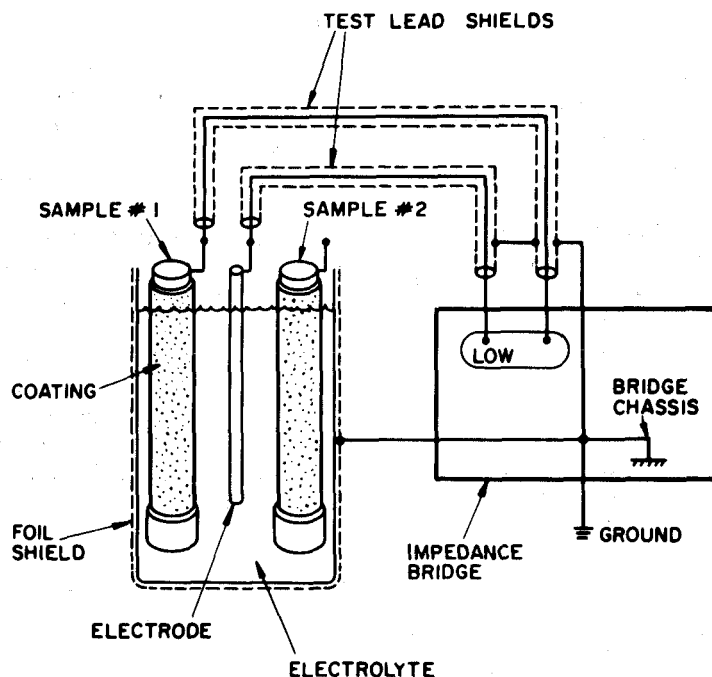 TEST LEAD SHIELDS
SAMPLE #1
SAMPLE #2
LOW
COATING
BRIDGE
CHASSIS
FOIL
SHIELD
GROUND
IMPEDANCE
BRIDGE
ELECTRODE
ELECTROLYTE